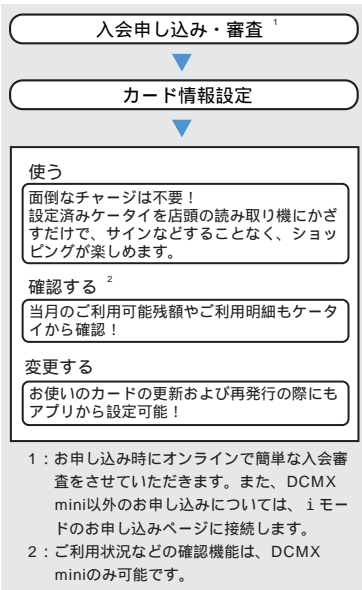 入会申し込み・審査 1
カード情報設定
使う
面倒なチャージは不要！
設定済みケータイを店頭の読み取り機にかざ
すだけで、サインなどすることなく、ショッ
ピングが楽しめます。
確認する 2
当月のご利用可能残額やご利用明細もケータ
イから確認！
変更する
お使いのカードの更新および再発行の際にも
アプリから設定可能！
1：お申し込み時にオンラインで簡単な入会審
査をさせていただきます。また、DCMX
mini以外のお申し込みについては、ｉモー
ドのお申し込みページに接続します。
2：ご利用状況などの確認機能は、DCMX
miniのみ可能です。